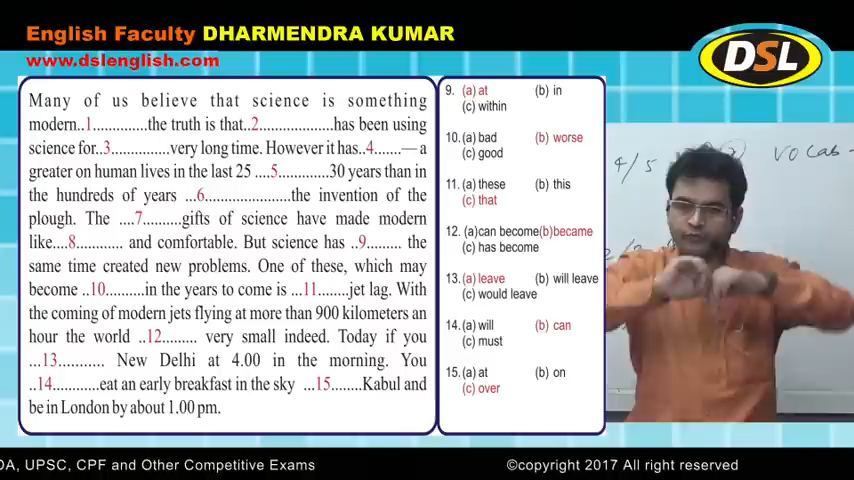 English Faculty DHARMENDRA KUMAR
www.dslenglish.com
DSL
Many of us believe that science is something
modern..1..............the truth is that..2...................has been using
science for..3...............very long time. However it has..4.......— a
greater on human lives in the last 25 ....5............30 years than in
the hundreds of years ...6......................the invention of the
plough. The ....7.....gifts of science have made modern
like....8............ and comfortable. But science has ..9......... the
same time created new problems. One of these, which may
become ..10...........in the years to come is ...11......jet lag. With
the coming of modern jets flying at more than 900 kilometers an
hour the world ..12......... very small indeed. Today if you
...13........... New Delhi at 4.00 in the morning. You
..14............eat an early breakfast in the sky ...15.......Kabul and
be in London by about 1.00 pm.
9. (a) at (b) in
(c) within
10. (a) bad (b) worse
(c) good
11. (a) these (b) this
(c) that
12. (a)can become(b)became
(c) has become
13. (a) leave (b) will leave
(c) would leave
14. (a) will (b) can
(c) must
15. (a) at (b) on
(c) over
4/5
vocab-
DA, UPSC, CPF and Other Competitive Exams
©copyright 2017 All right reserved